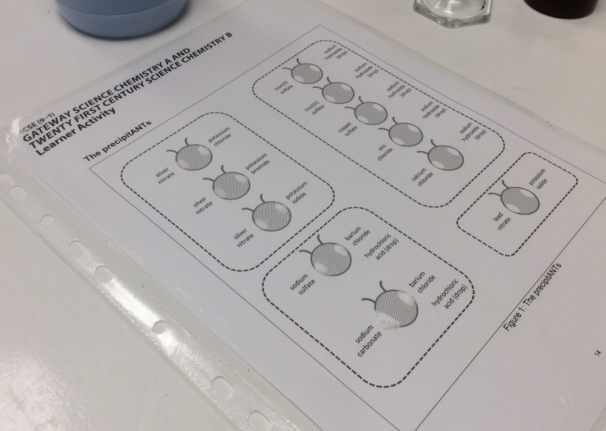 GCSE (9–1)
GATEWAY SCIENCE CHEMISTRY A AND
TWENTY FIRST CENTURY SCIENCE CHEMISTRY B
Learner Activity
The precipitANTs
silver
nitrate
potassium
chloride
silver
nitrate
potassium
bromide
silver
nitrate
potassium
iodide
sulfate
sodium
hydroxide
(drop)
sulfate
sodium
hydroxide
(drop)
copper
sulfate
sodium
hydroxide
(drop)
zinc
chloride
sodium
hydroxide
(drop)
calcium
chloride
sodium
hydroxide
(drop)
lead
nitrate
potassium
iodide
sodium
sulfate
barium
chloride
hydrochloric
acid (drop)
sodium
carbonate
barium
chloride
hydrochloric
acid (drop)
Figure 1: The precipitANTs
14